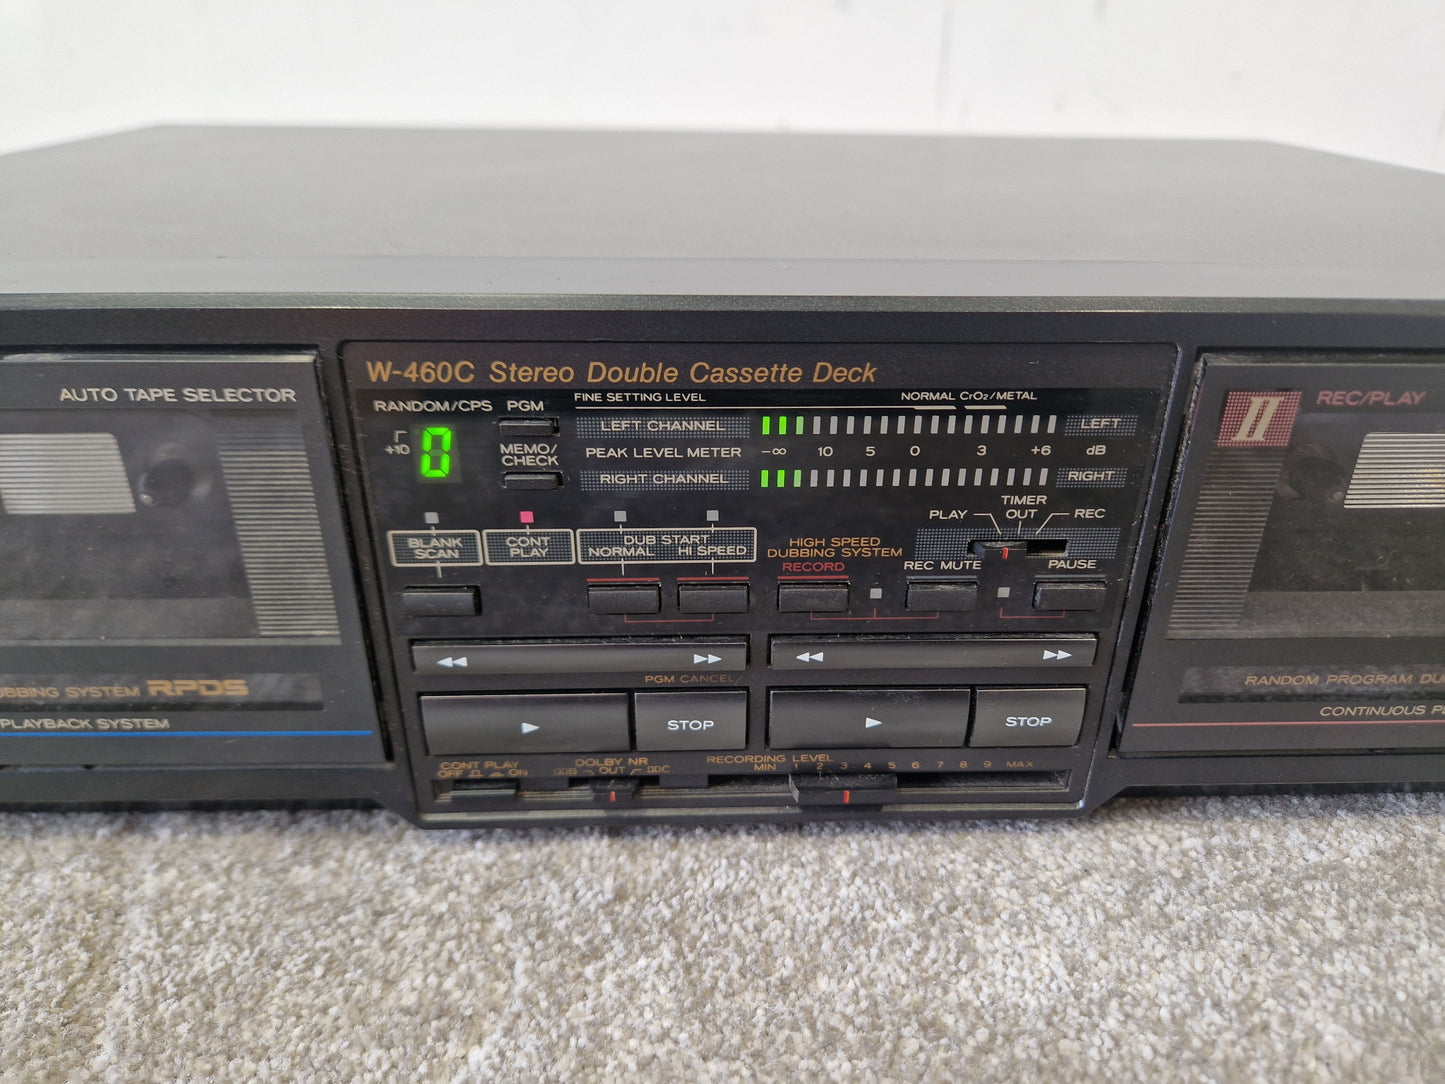 W-460C Stereo Double Cassette Deck
AUTO TAPE SELECTOR
RANDOM/CPS PGM
FINE SETTING LEVEL
NORMAL CrO2/METAL
+10
0
MEMO/
CHECK
LEFT CHANNEL
LEFT
PEAK LEVEL METER
-∞ 10 5 0 3 +6 dB
RIGHT CHANNEL
RIGHT
II REC/PLAY
BLANK
SCAN
CONT
PLAY
DUB START
NORMAL HI SPEED
HIGH SPEED
DUBBING SYSTEM
TIMER
PLAY OUT REC
RECORD
REC MUTE
PAUSE
◀◀ ▶▶
◀◀ ▶▶
PGM CANCEL
▶ STOP
▶ STOP
UBBING SYSTEM RPDS
PLAYBACK SYSTEM
RANDOM PROGRAM DU
CONTINUOUS P
CONT PLAY
OFF ON
DOLBY NR
B OUT C
RECORDING LEVEL
MIN 1 2 3 4 5 6 7 8 9 MAX